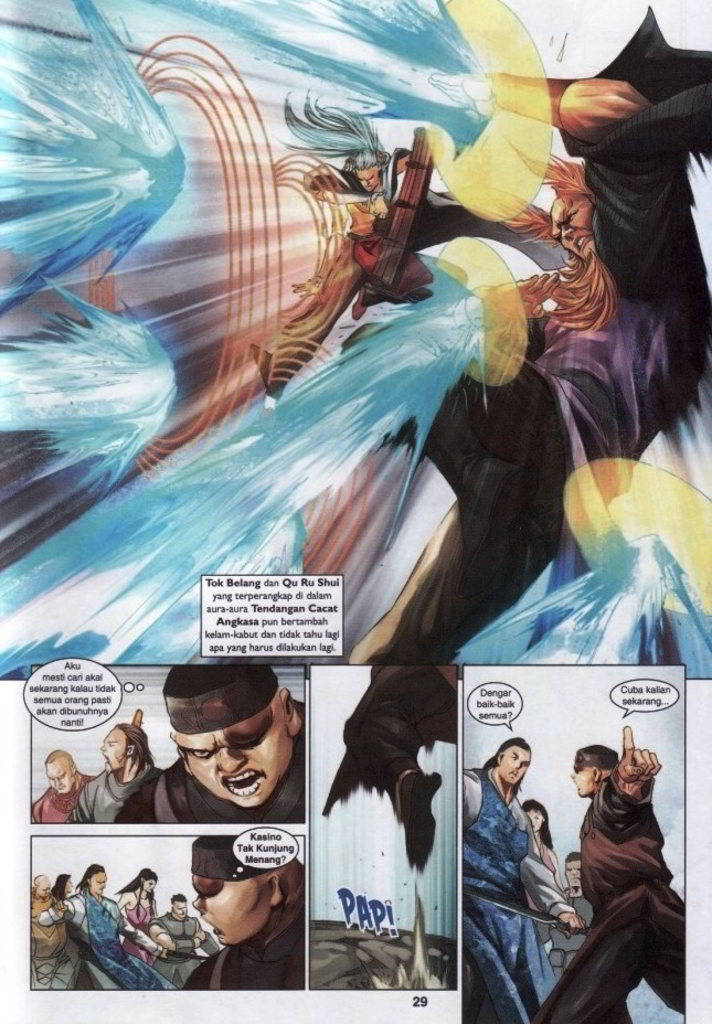 Tok Belang dan Qu Ru Shui
yang terperangkap di dalam
aura-aura Tendangan Cacat
Angkasa pun bertambah
kelam-kabut dan tidak tahu lagi
apa yang harus dilakukan lagi.
Aku
mesti cari akal
sekarang kalau tidak
semua orang pasti
akan dibunuhnya
nanti!
Kasino
Tak Kunjung
Menang?
PAP!
Dengar
baik-baik
semua?
Cuba kalian
sekarang...
29